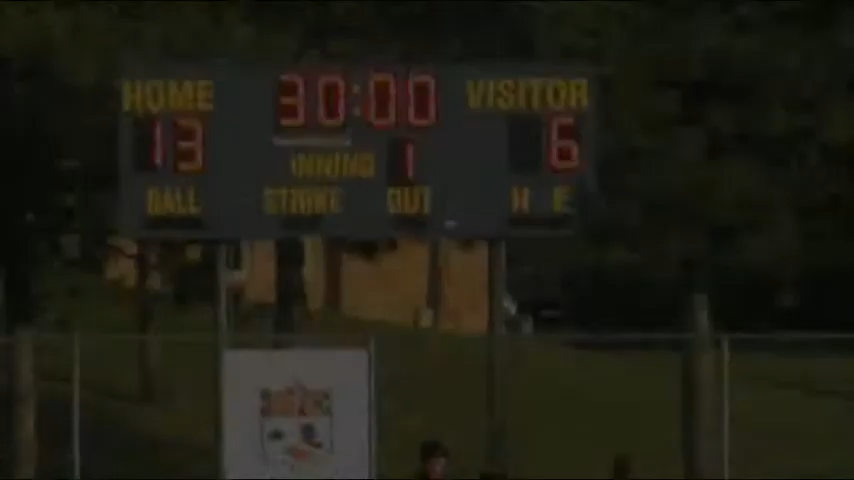 HOME 30:00 VISITOR
13 6
INNING 1
BALL STRIKE OUT H E